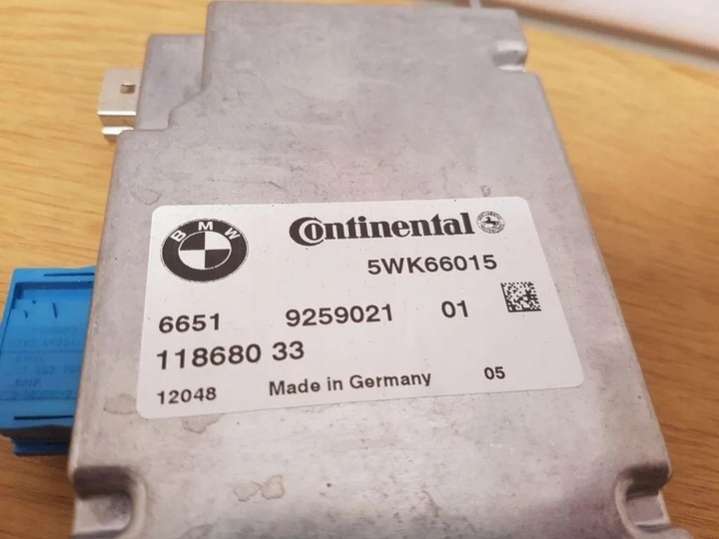 BMW
Continental
5WK66015
6651 9259021 01
118680 33
12048 Made in Germany 05